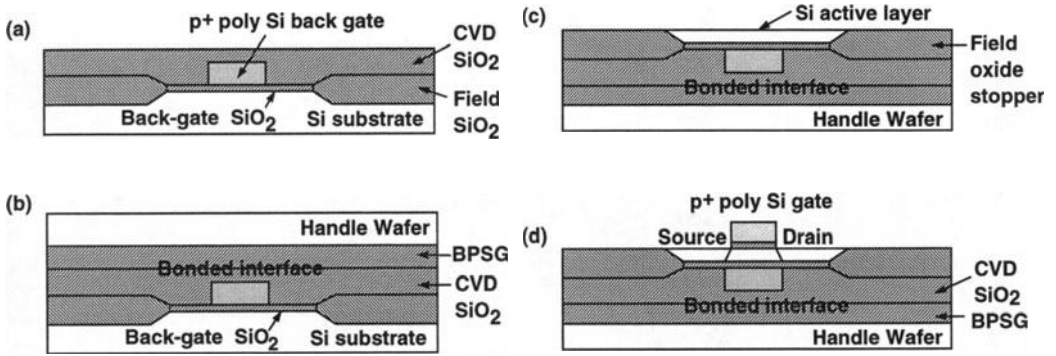 (a)
p+ poly Si back gate
CVD
SiO2
Field
SiO2
Back-gate SiO2 Si substrate
(b)
Handle Wafer
BPSG
Bonded interface
CVD
SiO2
Back-gate SiO2 Si substrate
(c)
Si active layer
Field
oxide
stopper
Bonded interface
Handle Wafer
(d)
p+ poly Si gate
Source Drain
CVD
SiO2
Bonded interface
BPSG
Handle Wafer